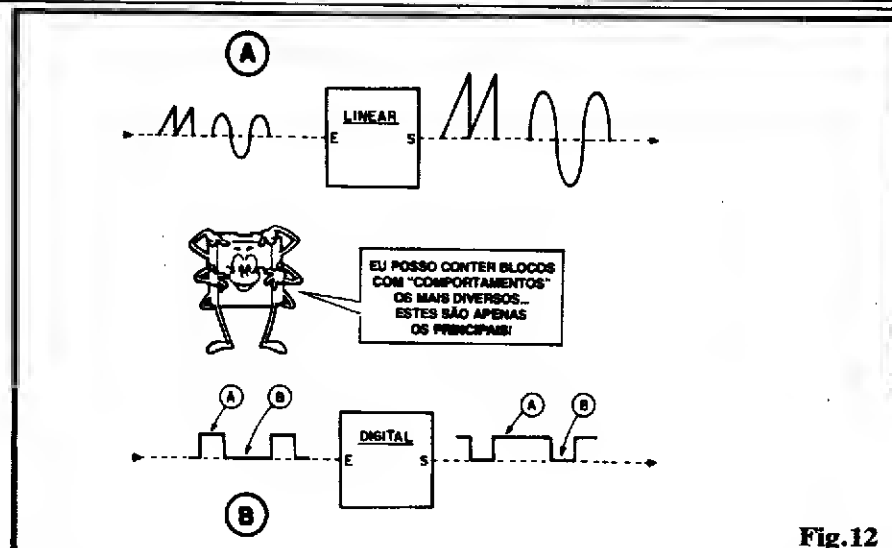 A
LINEAR
E S
EU POSSO CONTER BLOCOS
COM "COMPORTAMENTOS"
OS MAIS DIVERSOS...
ESTES SÃO APENAS
OS PRINCIPAIS!
A B
DIGITAL
E S
A B
B
Fig.12